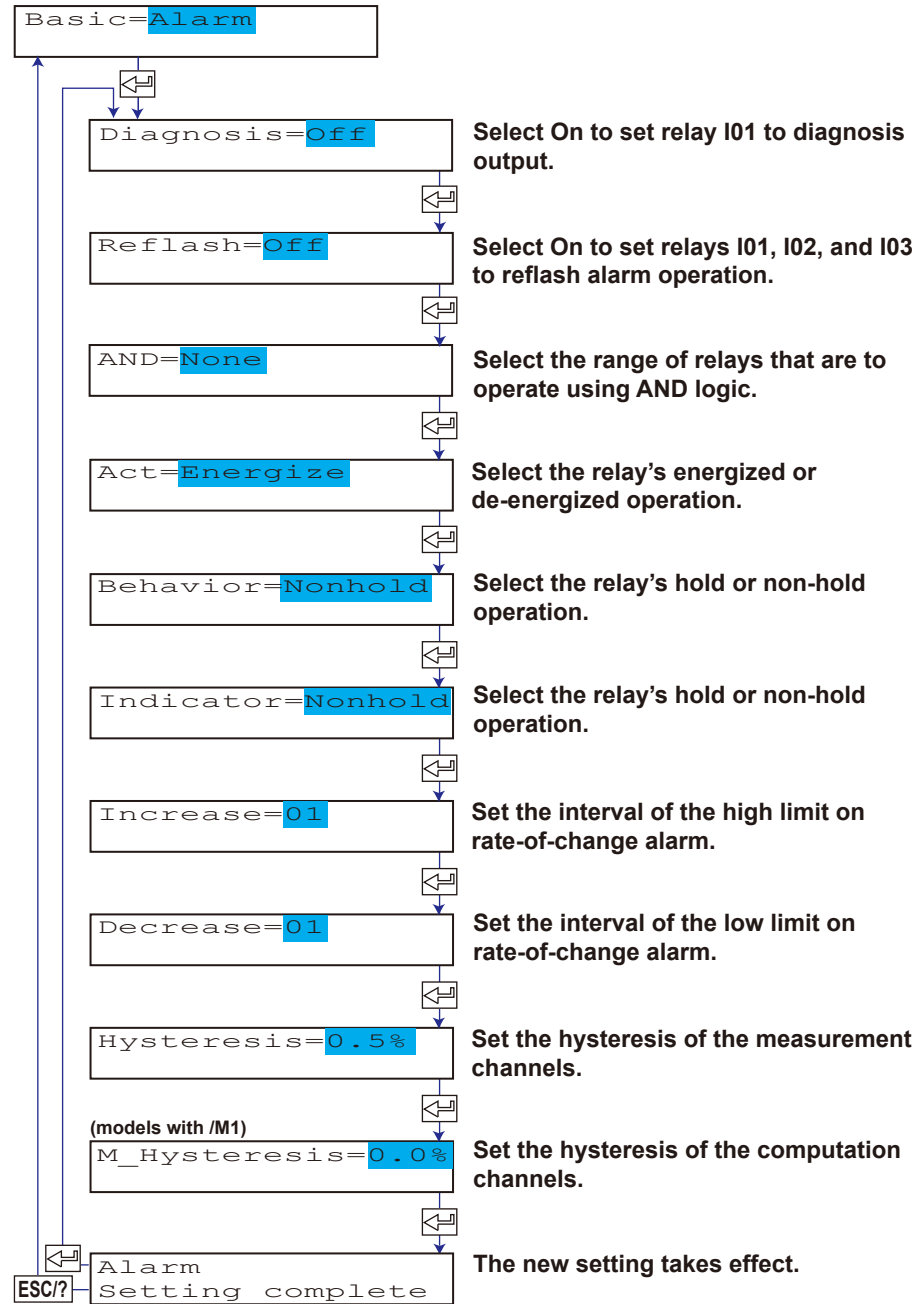 Basic=Alarm
Diagnosis=Off
Select On to set relay I01 to diagnosis
output.
Reflash=Off
Select On to set relays I01, I02, and I03
to reflash alarm operation.
AND=None
Select the range of relays that are to
operate using AND logic.
Act=Energize
Select the relay's energized or
de-energized operation.
Behavior=Nonhold
Select the relay's hold or non-hold
operation.
Indicator=Nonhold
Select the relay's hold or non-hold
operation.
Increase=01
Set the interval of the high limit on
rate-of-change alarm.
Decrease=01
Set the interval of the low limit on
rate-of-change alarm.
Hysteresis=0.5%
Set the hysteresis of the measurement
channels.
(models with /M1)
M_Hysteresis=0.0%
Set the hysteresis of the computation
channels.
Alarm
Setting complete
The new setting takes effect.
ESC/?